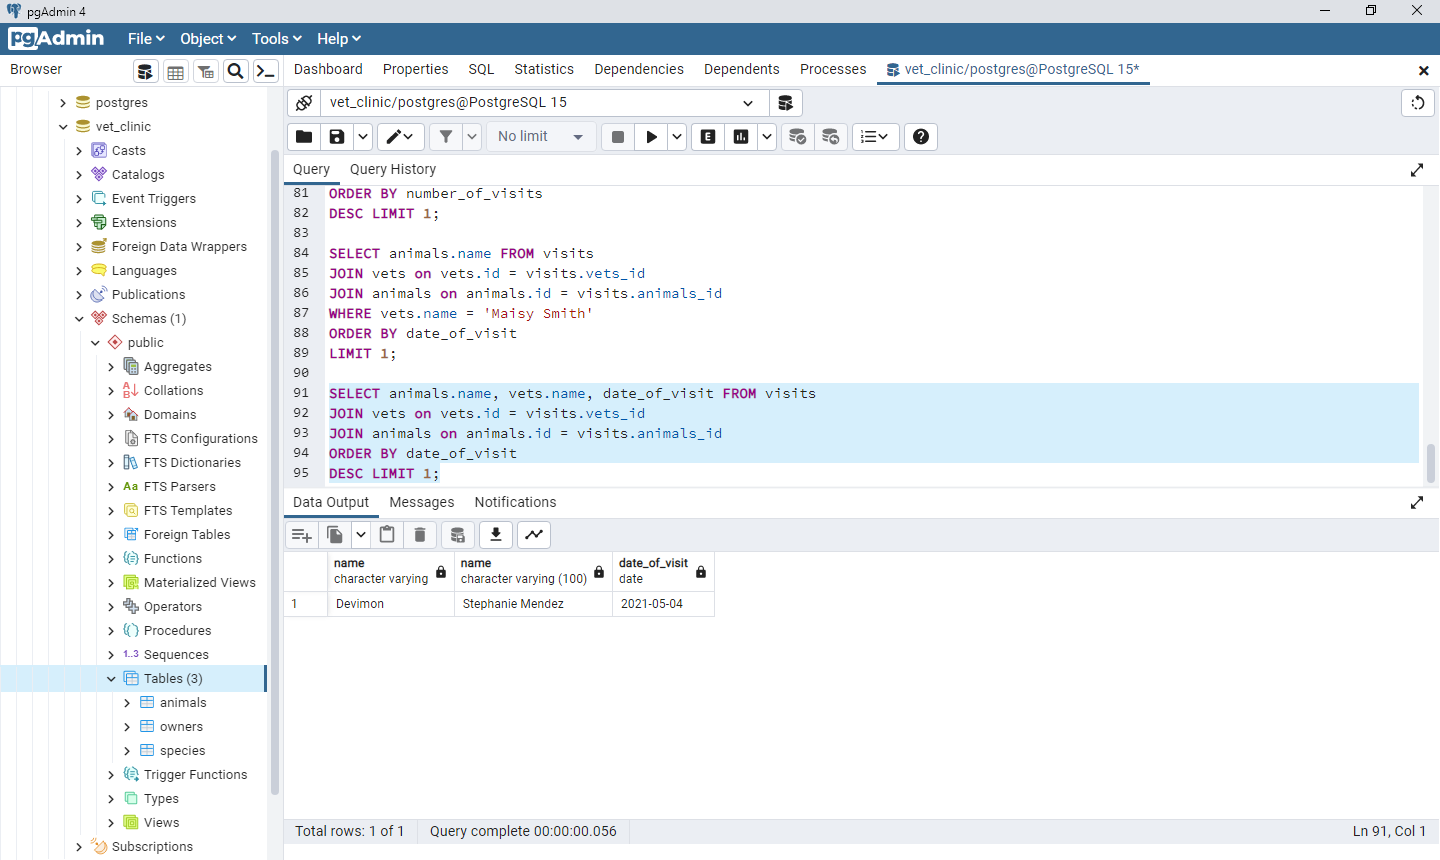 pgAdmin 4
pgAdmin File Object Tools Help
Browser
Dashboard Properties SQL Statistics Dependencies Dependents Processes vet_clinic/postgres@PostgreSQL 15*
postgres
vet_clinic
Casts
Catalogs
Event Triggers
Extensions
Foreign Data Wrappers
Languages
Publications
Schemas (1)
public
Aggregates
Collations
Domains
FTS Configurations
FTS Dictionaries
Aa FTS Parsers
FTS Templates
Foreign Tables
Functions
Materialized Views
Operators
Procedures
1..3 Sequences
Tables (3)
animals
owners
species
Trigger Functions
Types
Views
Subscriptions
vet_clinic/postgres@PostgreSQL 15
No limit
E
Query Query History
81 ORDER BY number_of_visits
82 DESC LIMIT 1;
83
84 SELECT animals.name FROM visits
85 JOIN vets on vets.id = visits.vets_id
86 JOIN animals on animals.id = visits.animals_id
87 WHERE vets.name = 'Maisy Smith'
88 ORDER BY date_of_visit
89 LIMIT 1;
90
91 SELECT animals.name, vets.name, date_of_visit FROM visits
92 JOIN vets on vets.id = visits.vets_id
93 JOIN animals on animals.id = visits.animals_id
94 ORDER BY date_of_visit
95 DESC LIMIT 1;
Data Output Messages Notifications
name name date_of_visit
character varying character varying (100) date
1 Devimon Stephanie Mendez 2021-05-04
Total rows: 1 of 1 Query complete 00:00:00.056 Ln 91, Col 1